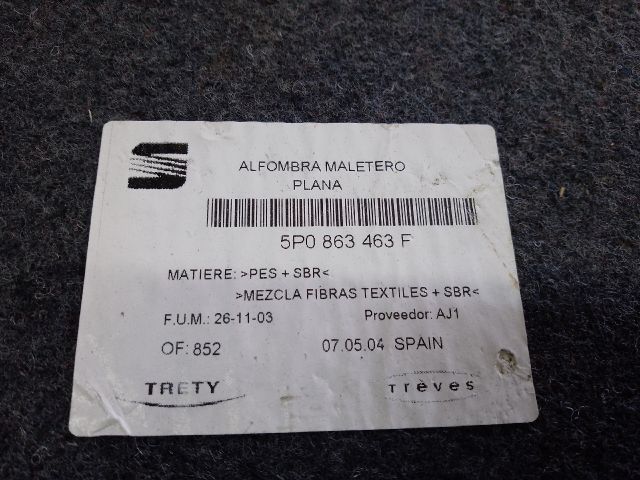 ALFOMBRA MALETERO
PLANA
5P0 863 463 F
MATIERE: >PES + SBR<
>MEZCLA FIBRAS TEXTILES + SBR<
F.U.M.: 26-11-03 Proveedor: AJ1
OF: 852 07.05.04 SPAIN
TRETY Trèves